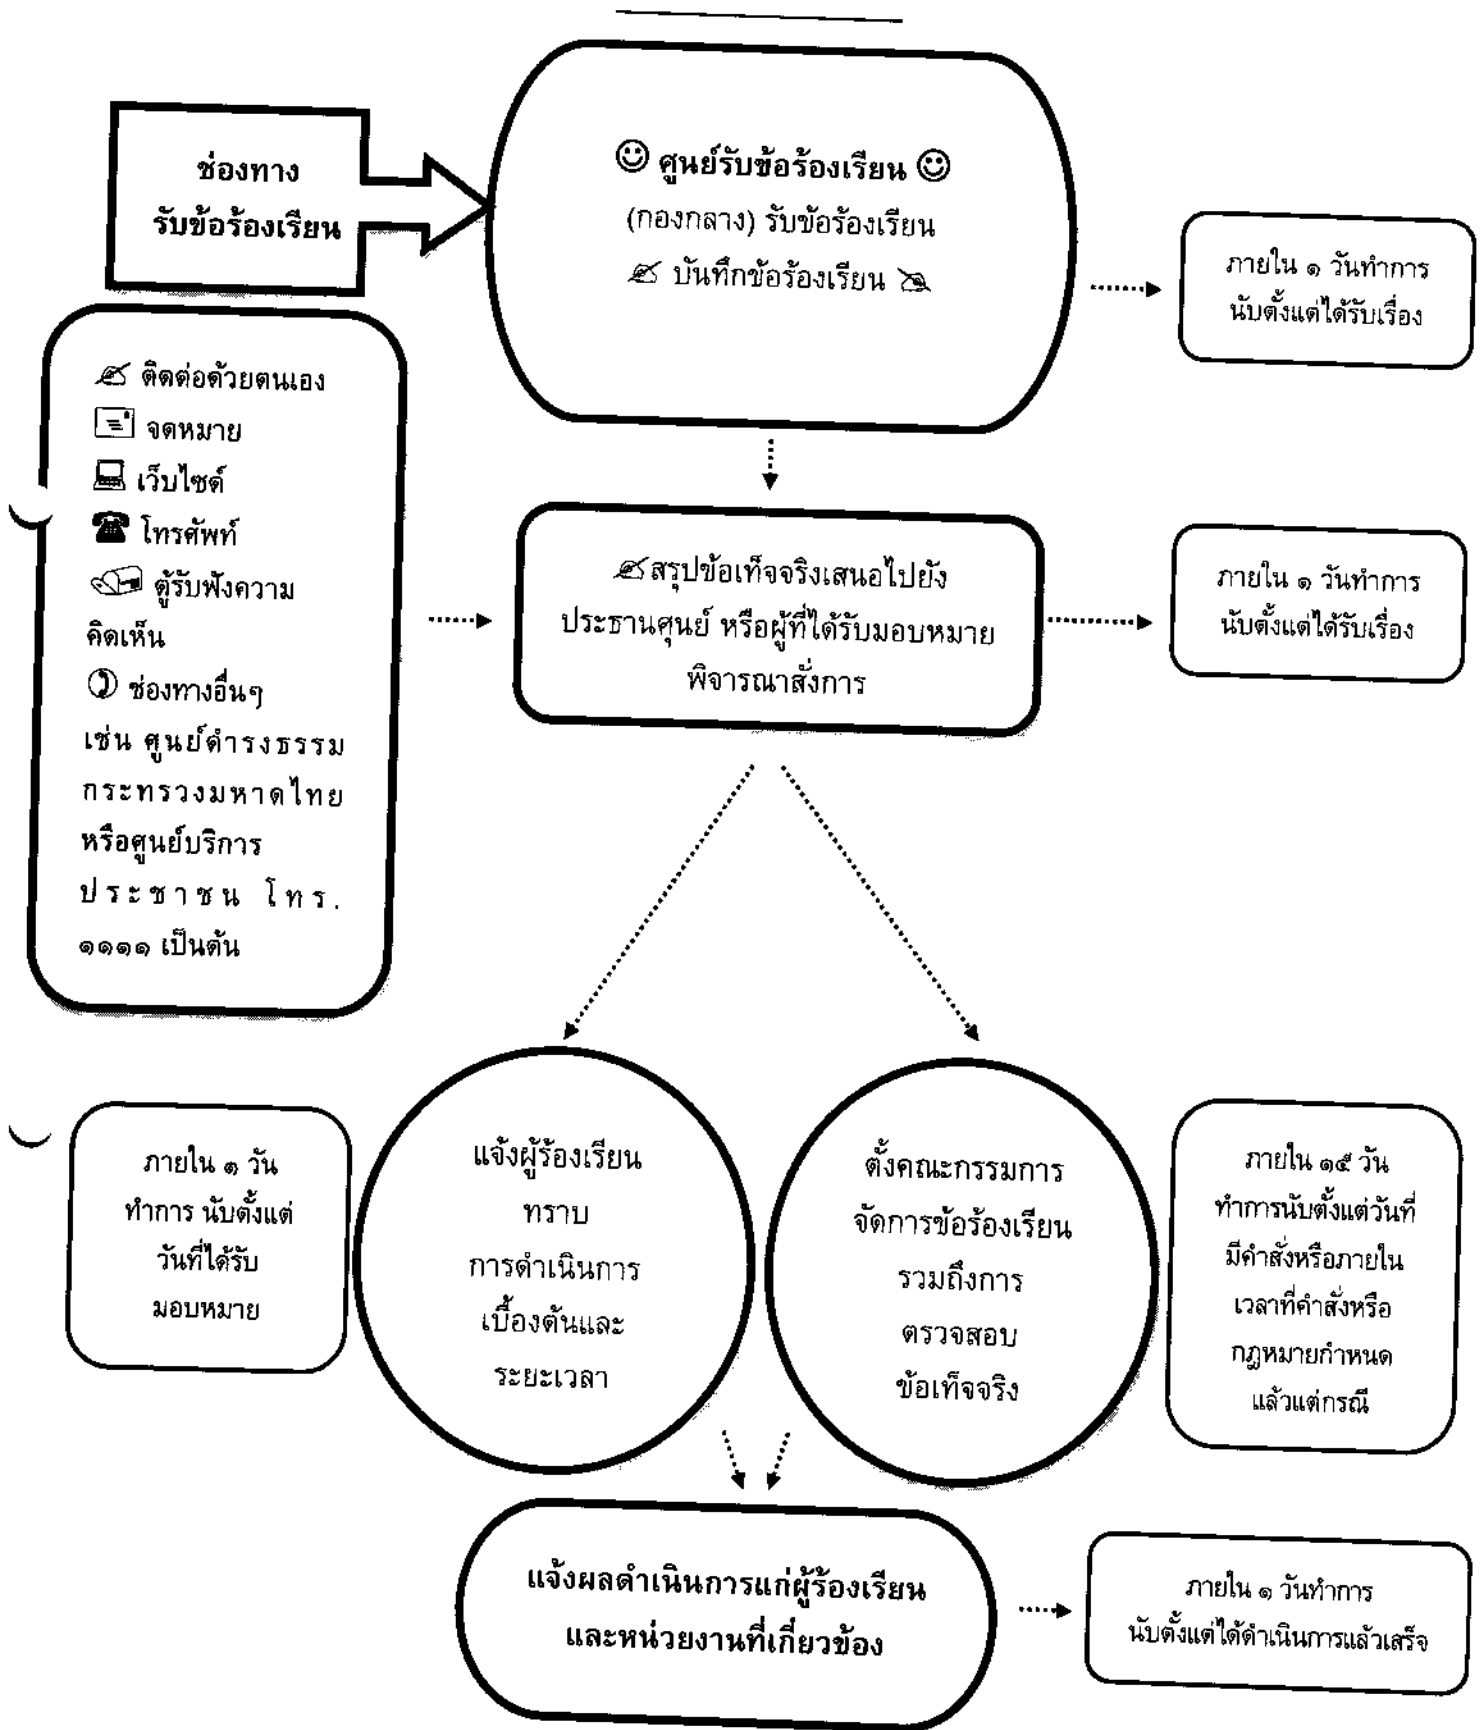 ช่องทาง
รับข้อร้องเรียน
☺ ศูนย์รับข้อร้องเรียน ☺
(กองกลาง) รับข้อร้องเรียน
บันทึกข้อร้องเรียน
ภายใน ๑ วันทำการ
นับตั้งแต่ได้รับเรื่อง
ติดต่อด้วยตนเอง
จดหมาย
เว็บไซต์
โทรศัพท์
ตู้รับฟังความ
คิดเห็น
ช่องทางอื่นๆ
เช่น ศูนย์ดำรงธรรม
กระทรวงมหาดไทย
หรือศูนย์บริการ
ประชาชน โทร.
๑๑๑๑ เป็นต้น
สรุปข้อเท็จจริงเสนอไปยัง
ประธานศูนย์ หรือผู้ที่ได้รับมอบหมาย
พิจารณาสั่งการ
ภายใน ๑ วันทำการ
นับตั้งแต่ได้รับเรื่อง
ภายใน ๑ วัน
ทำการ นับตั้งแต่
วันที่ได้รับ
มอบหมาย
แจ้งผู้ร้องเรียน
ทราบ
การดำเนินการ
เบื้องต้นและ
ระยะเวลา
ตั้งคณะกรรมการ
จัดการข้อร้องเรียน
รวมถึงการ
ตรวจสอบ
ข้อเท็จจริง
ภายใน ๑๕ วัน
ทำการนับตั้งแต่วันที่
มีคำสั่งหรือภายใน
เวลาที่คำสั่งหรือ
กฎหมายกำหนด
แล้วแต่กรณี
แจ้งผลดำเนินการแก่ผู้ร้องเรียน
และหน่วยงานที่เกี่ยวข้อง
ภายใน ๑ วันทำการ
นับตั้งแต่ได้ดำเนินการแล้วเสร็จ